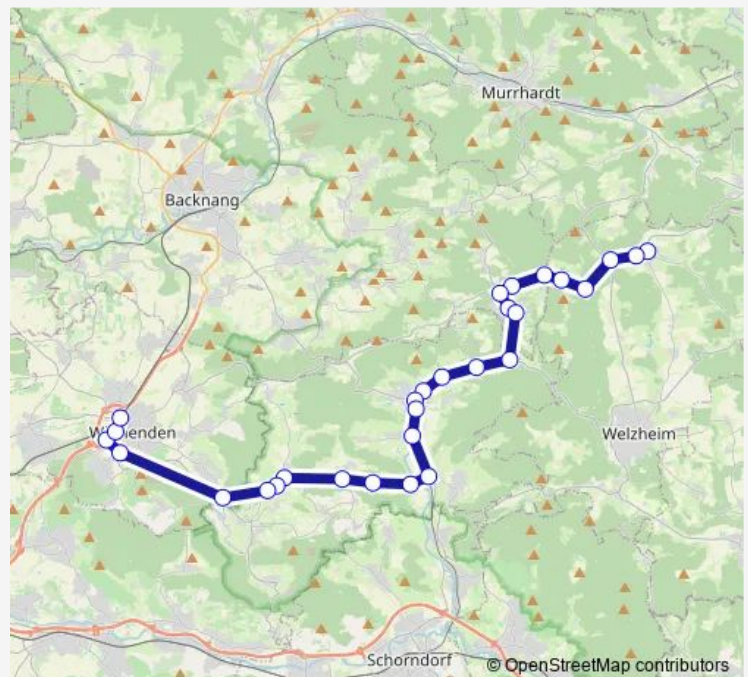 Murrhardt
Backnang
Welzheim
Schorndorf
© OpenStreetMap contributors